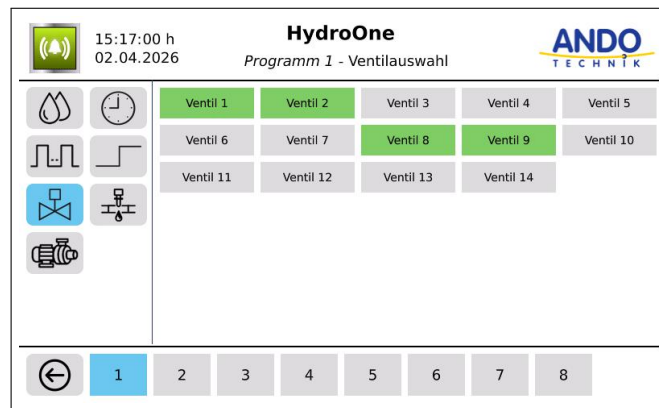 15:17:00 h
02.04.2026
HydroOne
Programm 1 - Ventilauswahl
ANDO
TECHNIK
Ventil 1 Ventil 2 Ventil 3 Ventil 4 Ventil 5
Ventil 6 Ventil 7 Ventil 8 Ventil 9 Ventil 10
Ventil 11 Ventil 12 Ventil 13 Ventil 14
1 2 3 4 5 6 7 8